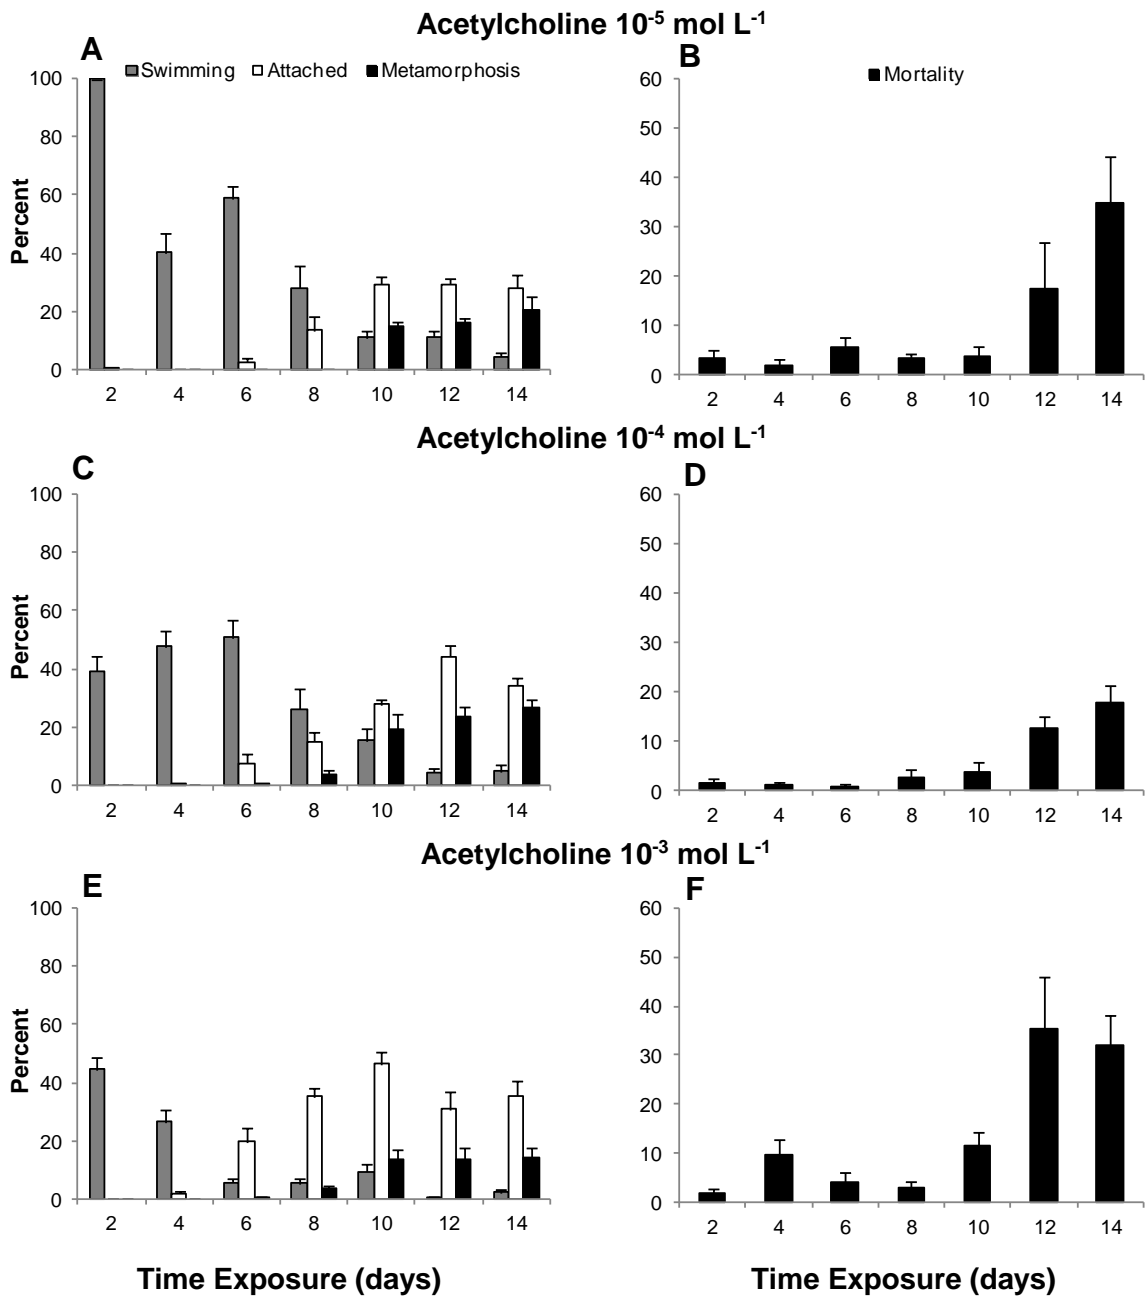 Acetylcholine 10⁻⁵ mol L⁻¹
A
Swimming Attached Metamorphosis
100
80
60
40
20
0
Percent
2 4 6 8 10 12 14
B
Mortality
60
50
40
30
20
10
0
2 4 6 8 10 12 14
Acetylcholine 10⁻⁴ mol L⁻¹
C
100
80
60
40
20
0
Percent
2 4 6 8 10 12 14
D
60
50
40
30
20
10
0
2 4 6 8 10 12 14
Acetylcholine 10⁻³ mol L⁻¹
E
100
80
60
40
20
0
Percent
2 4 6 8 10 12 14
F
60
50
40
30
20
10
0
2 4 6 8 10 12 14
Time Exposure (days)
Time Exposure (days)